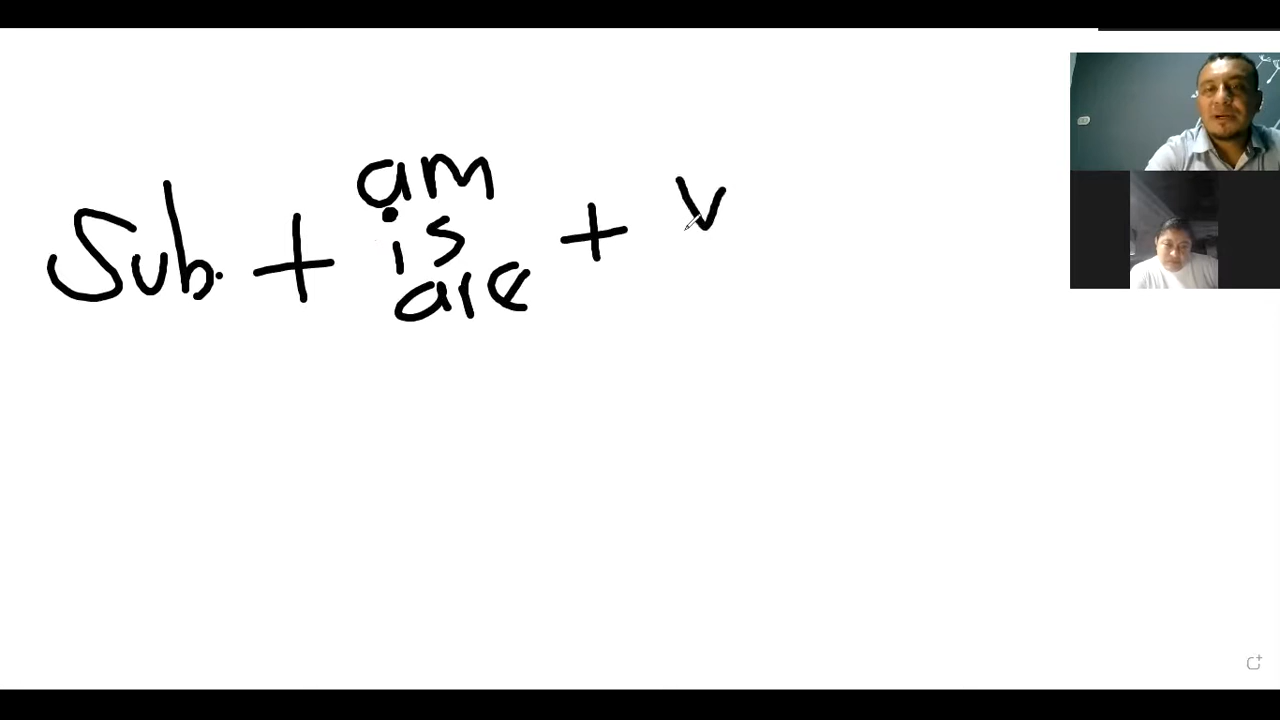 Sub. + am + v
is
are